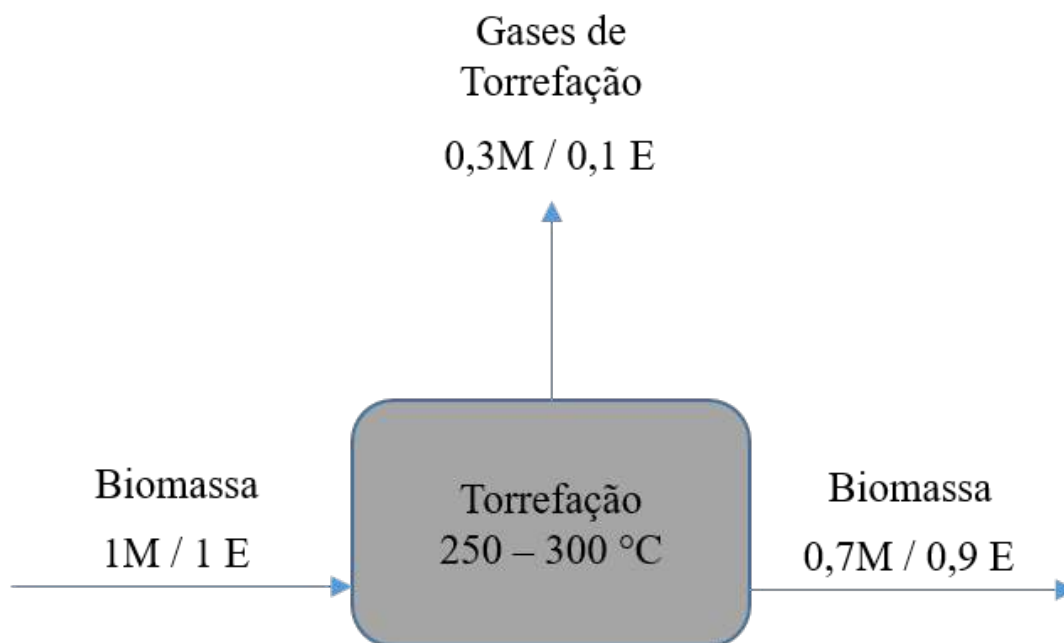 Gases de
Torrefação
0,3M / 0,1 E
Biomassa
1M / 1 E
Torrefação
250 – 300 °C
Biomassa
0,7M / 0,9 E